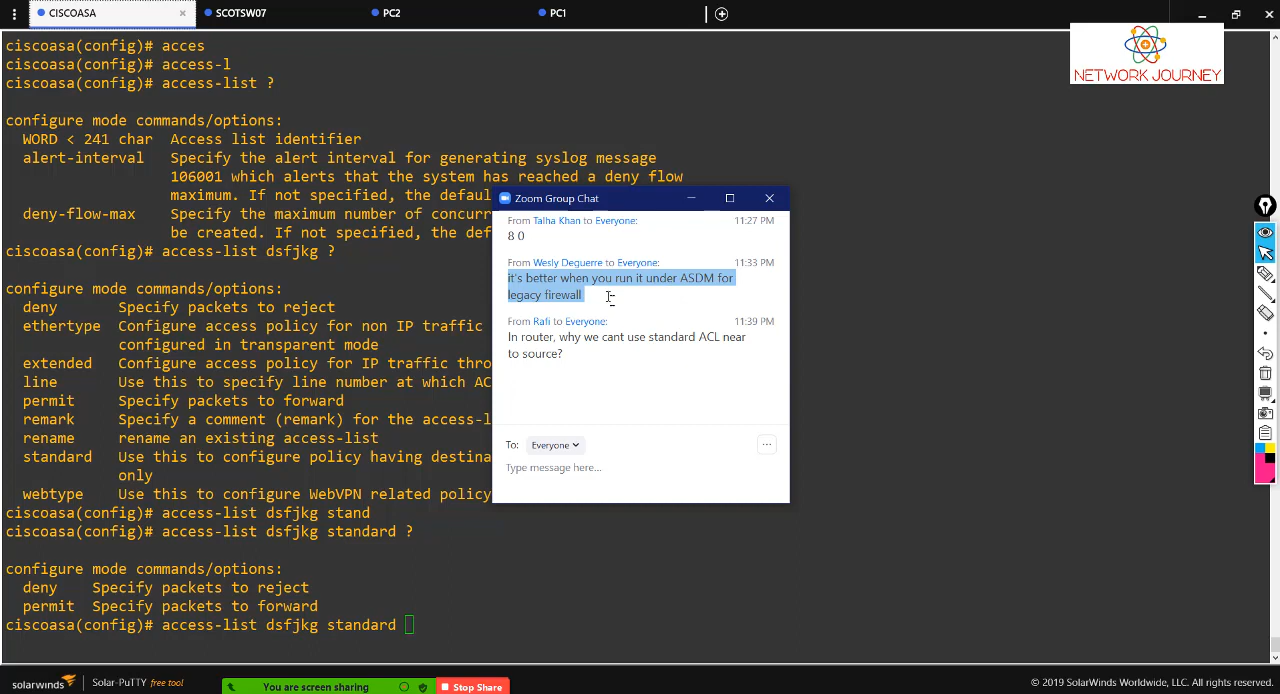 CISCOASA
SCOTSW07
PC2
PC1
NETWORK JOURNEY
ciscoasa(config)# acces
ciscoasa(config)# access-l
ciscoasa(config)# access-list ?
configure mode commands/options:
WORD < 241 char  Access list identifier
alert-interval   Specify the alert interval for generating syslog message
106001 which alerts that the system has reached a deny flow
maximum. If not specified, the defaul
deny-flow-max    Specify the maximum number of concurr
be created. If not specified, the def
ciscoasa(config)# access-list dsfjkg ?
configure mode commands/options:
deny       Specify packets to reject
ethertype  Configure access policy for non IP traffic
configured in transparent mode
extended   Configure access policy for IP traffic thro
line       Use this to specify line number at which AC
permit     Specify packets to forward
remark     Specify a comment (remark) for the access-l
rename     rename an existing access-list
standard   Use this to configure policy having destina
only
webtype    Use this to configure WebVPN related policy
ciscoasa(config)# access-list dsfjkg stand
ciscoasa(config)# access-list dsfjkg standard ?
configure mode commands/options:
deny    Specify packets to reject
permit  Specify packets to forward
ciscoasa(config)# access-list dsfjkg standard
Zoom Group Chat
From Talha Khan to Everyone: 11:27 PM
8 0
From Wesly Deguerre to Everyone: 11:33 PM
it's better when you run it under ASDM for
legacy firewall
From Rafi to Everyone: 11:39 PM
In router, why we cant use standard ACL near
to source?
To: Everyone
Type message here...
solarwinds Solar-PuTTY free tool
You are screen sharing
Stop Share
© 2019 SolarWinds Worldwide, LLC. All rights reserved.